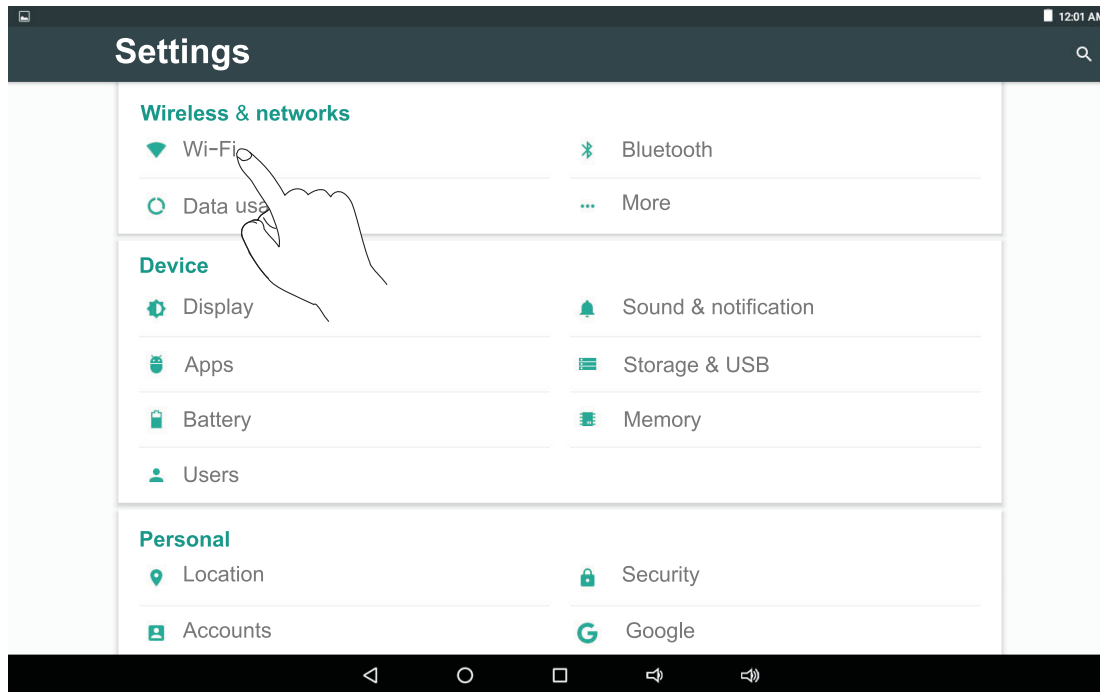 12:01 AM
Settings
Wireless & networks
Wi-Fi
Bluetooth
Data
More
Device
Display
Sound & notification
Apps
Storage & USB
Battery
Memory
Users
Personal
Location
Security
Accounts
Google